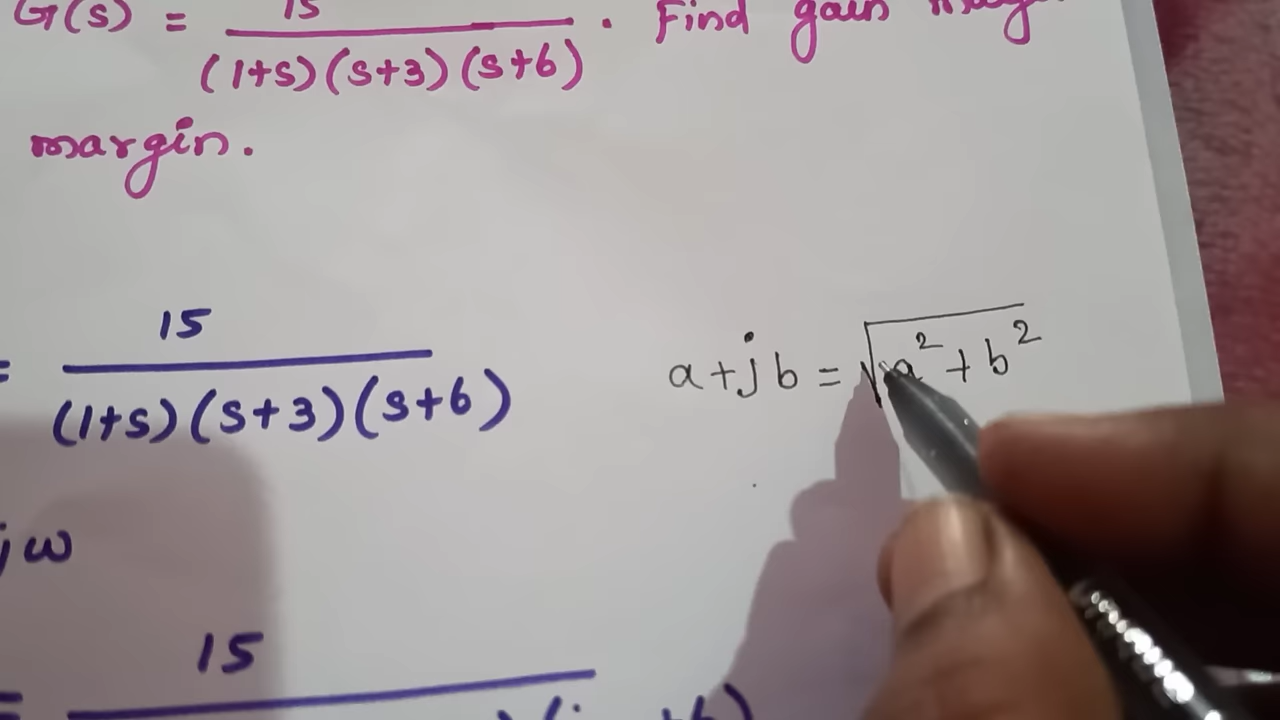 G(s) = 15 / (1+s)(s+3)(s+6) . Find gain
margin.
= 15 / (1+s)(s+3)(s+6)
a+jb = √a²+b²
jω
= 15